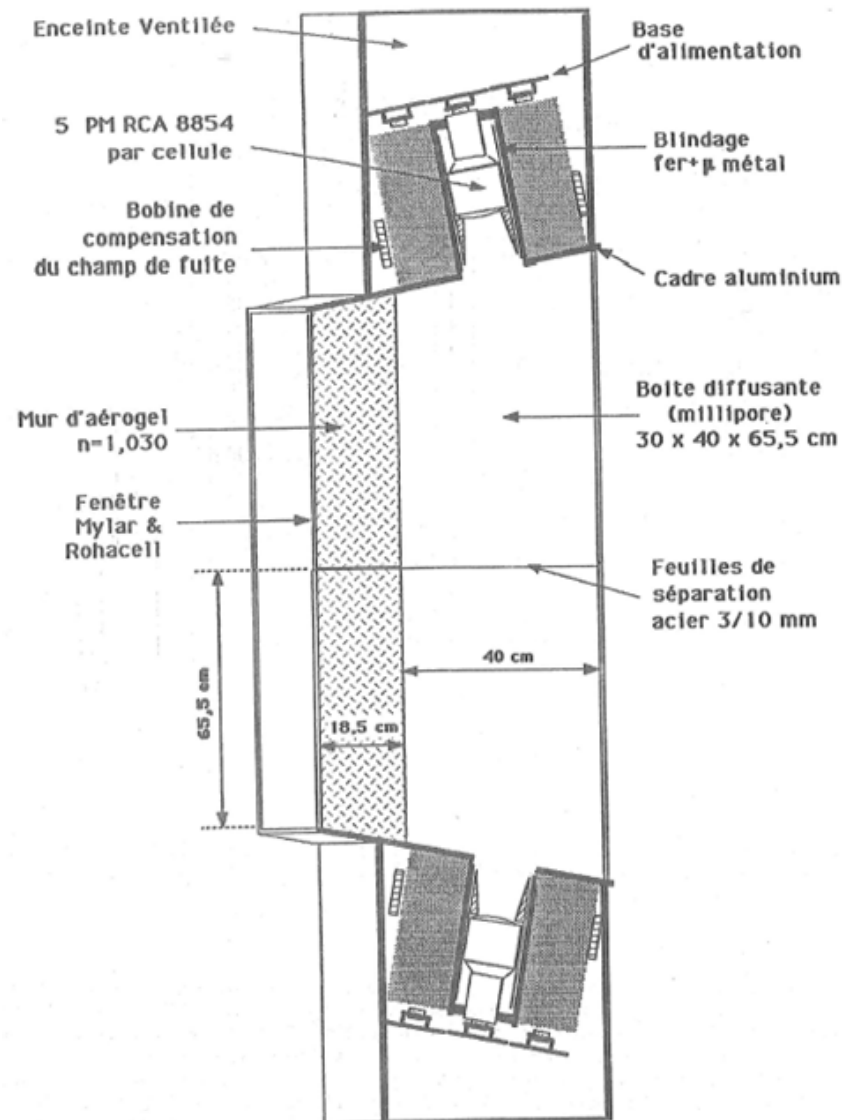 Enceinte Ventilée
Base
d'alimentation
5 PM RCA 8854
par cellule
Blindage
fer+µ métal
Bobine de
compensation
du champ de fuite
Cadre aluminium
Mur d'aérogel
n=1,030
Boite diffusante
(millipore)
30 x 40 x 65,5 cm
Fenêtre
Mylar &
Rohacell
Feuilles de
séparation
acier 3/10 mm
40 cm
65,5 cm
18,5 cm